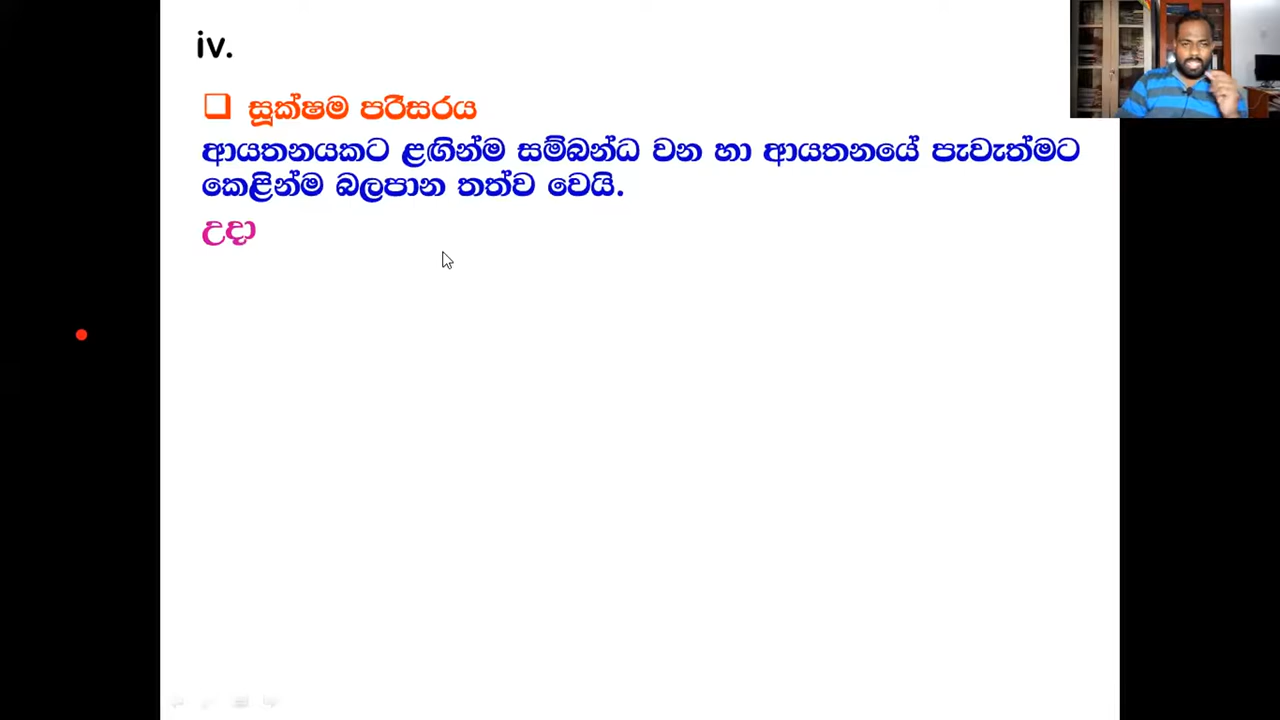 iv.
සූක්ෂම පරිසරය
ආයතනයකට ළඟින්ම සම්බන්ධ වන හා ආයතනයේ පැවැත්මට
කෙළින්ම බලපාන තත්ව වෙයි.
උදා